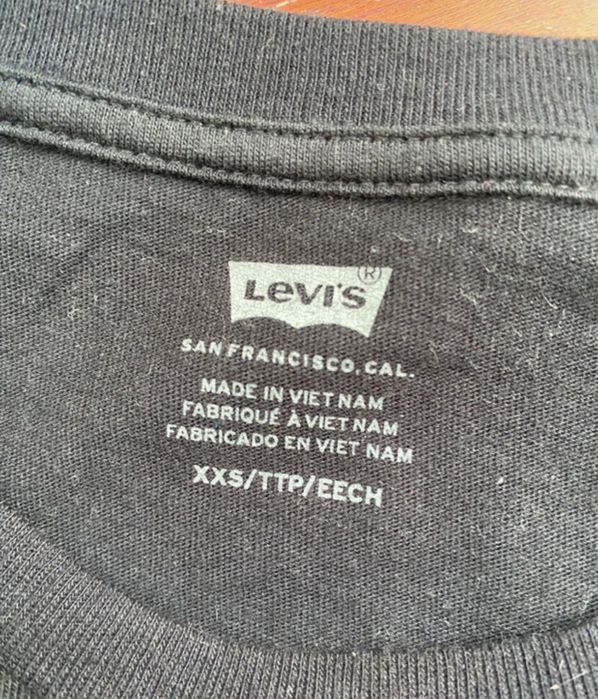 Levi's ®
SAN FRANCISCO, CAL.
MADE IN VIET NAM
FABRIQUÉ À VIET NAM
FABRICADO EN VIET NAM
XXS/TTP/EECH